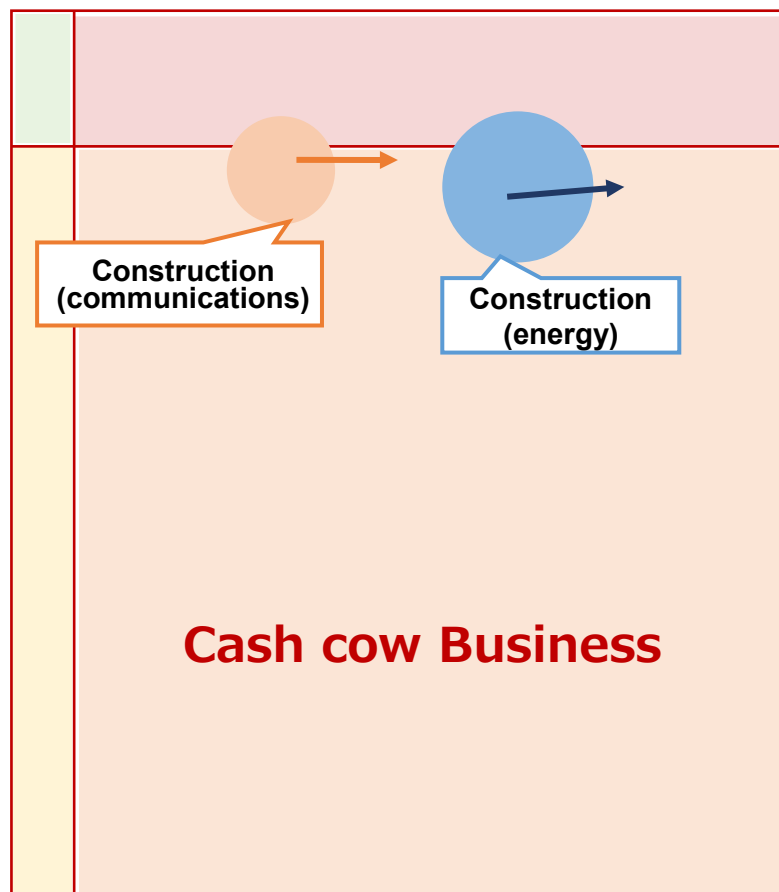 Construction
(communications)
Construction
(energy)
Cash cow Business